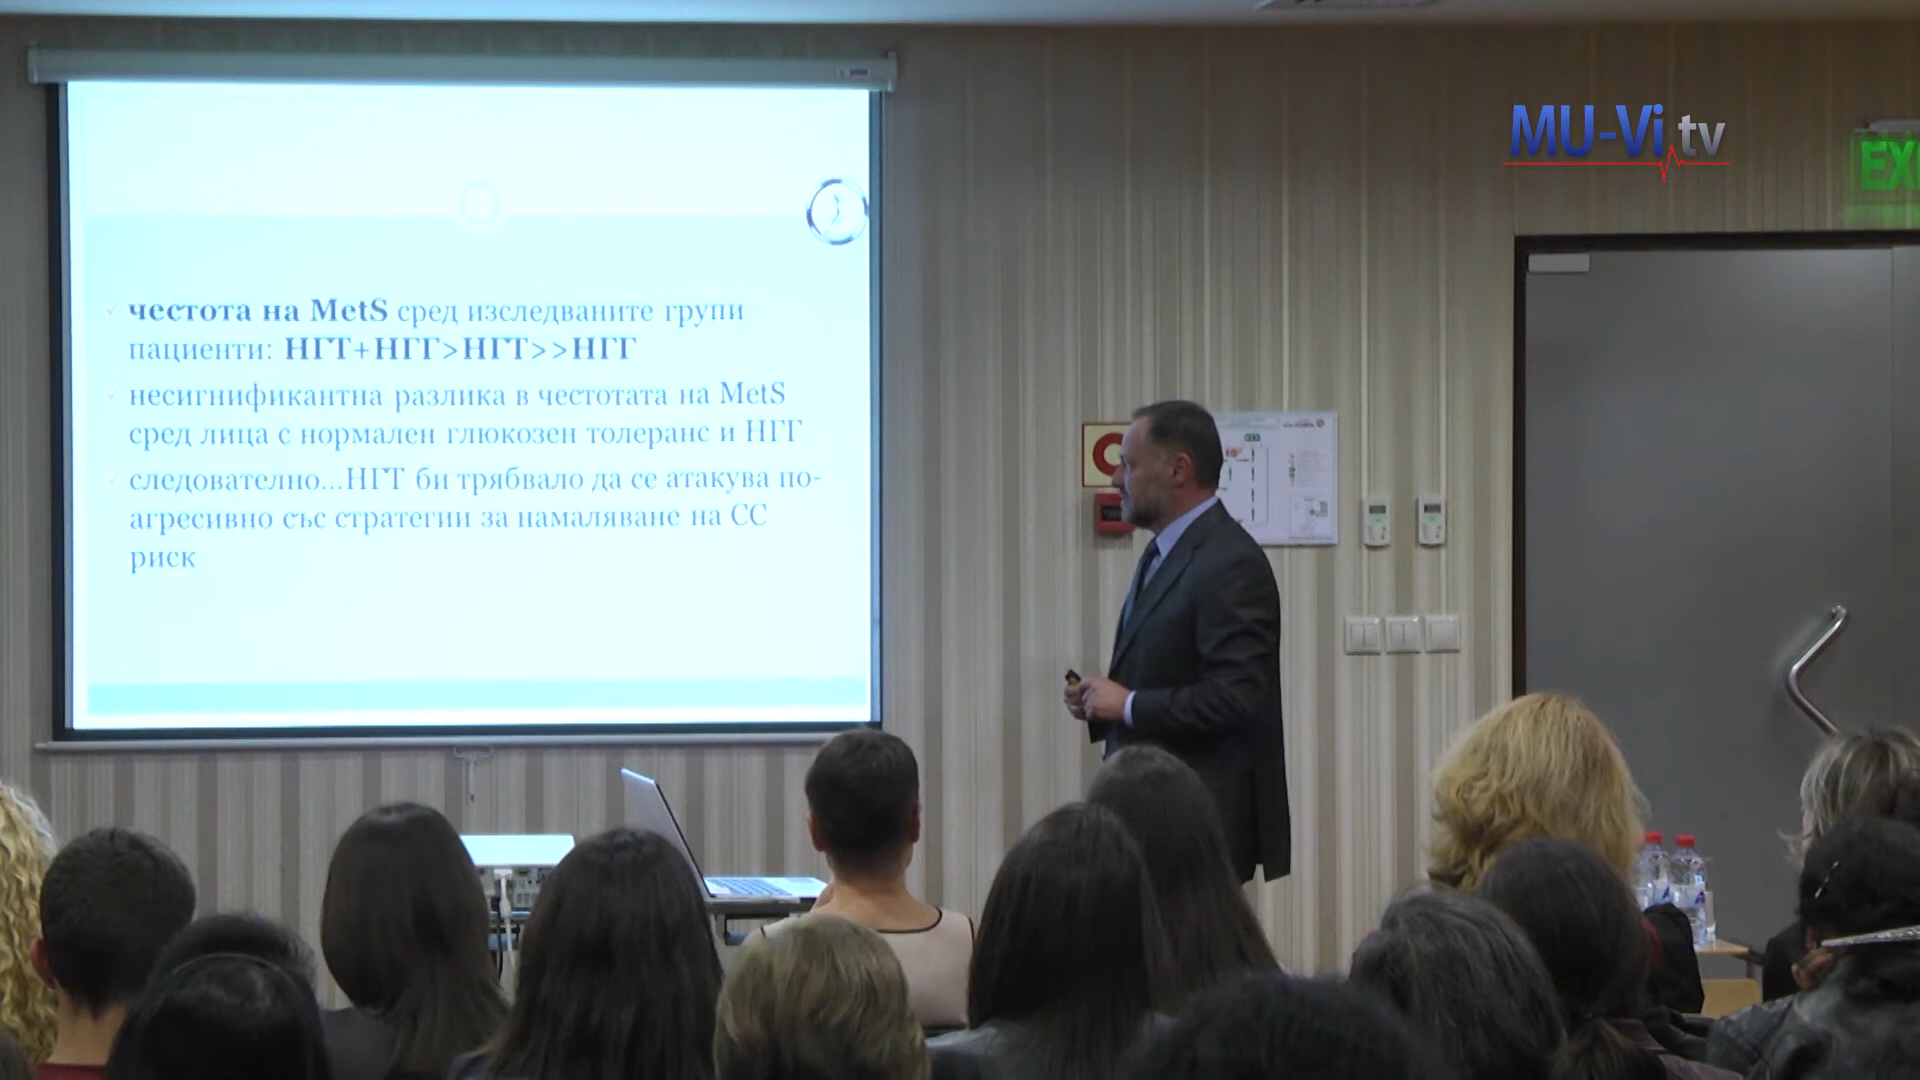 MU-Vi.tv
EX
честота на MetS сред изследваните групи
пациенти: НГТ+НГГ>НГТ>>НГГ
несигнификантна разлика в честотата на MetS
сред лица с нормален глюкозен толеранс и НГГ
следователно...НГТ би трябвало да се атакува по-
агресивно със стратегии за намаляване на СС
риск